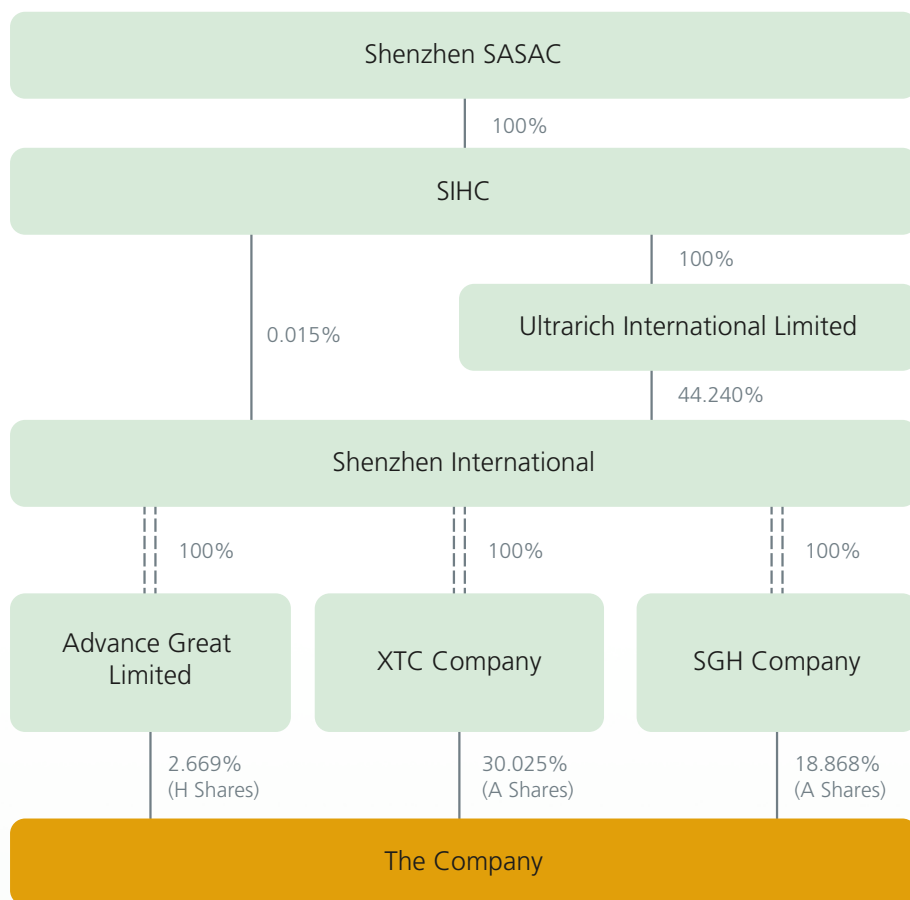 Shenzhen SASAC
100%
SIHC
100%
Ultrarich International Limited
0.015%
44.240%
Shenzhen International
100%
100%
100%
Advance Great
Limited
XTC Company
SGH Company
2.669%
(H Shares)
30.025%
(A Shares)
18.868%
(A Shares)
The Company